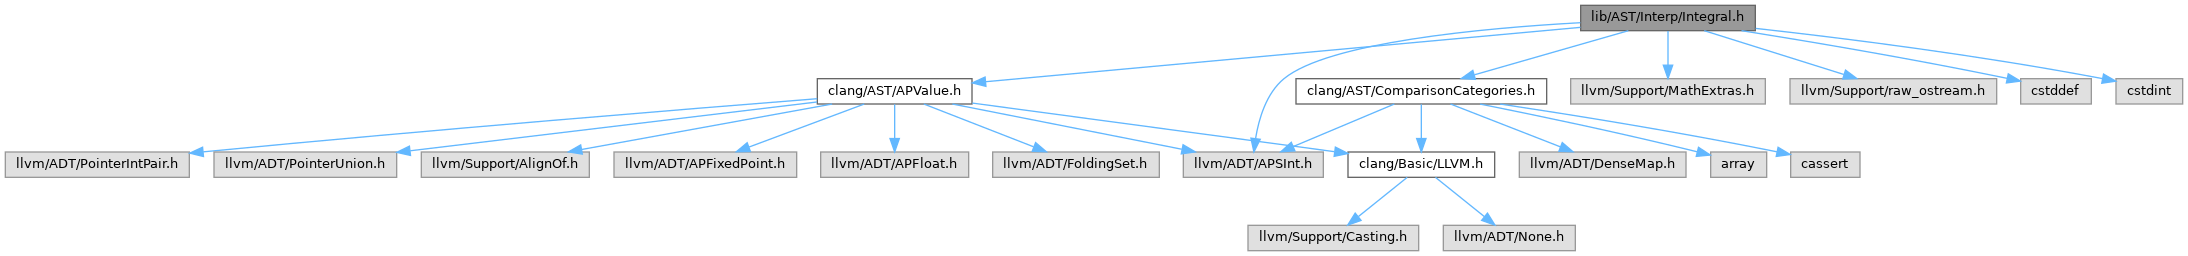 lib/AST/Interp/Integral.h
clang/AST/APValue.h
clang/AST/ComparisonCategories.h
llvm/Support/MathExtras.h
llvm/Support/raw_ostream.h
cstddef
cstdint
llvm/ADT/PointerIntPair.h
llvm/ADT/PointerUnion.h
llvm/Support/AlignOf.h
llvm/ADT/APFixedPoint.h
llvm/ADT/APFloat.h
llvm/ADT/FoldingSet.h
llvm/ADT/APSInt.h
clang/Basic/LLVM.h
llvm/ADT/DenseMap.h
array
cassert
llvm/Support/Casting.h
llvm/ADT/None.h